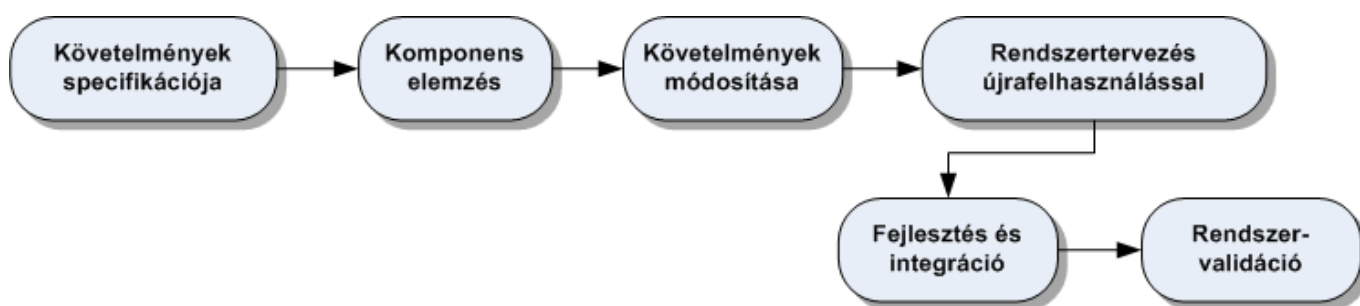 Követelmények
specifikációja
Komponens
elemzés
Követelmények
módosítása
Rendszertervezés
újrafelhasználással
Fejlesztés és
integráció
Rendszer-
validáció